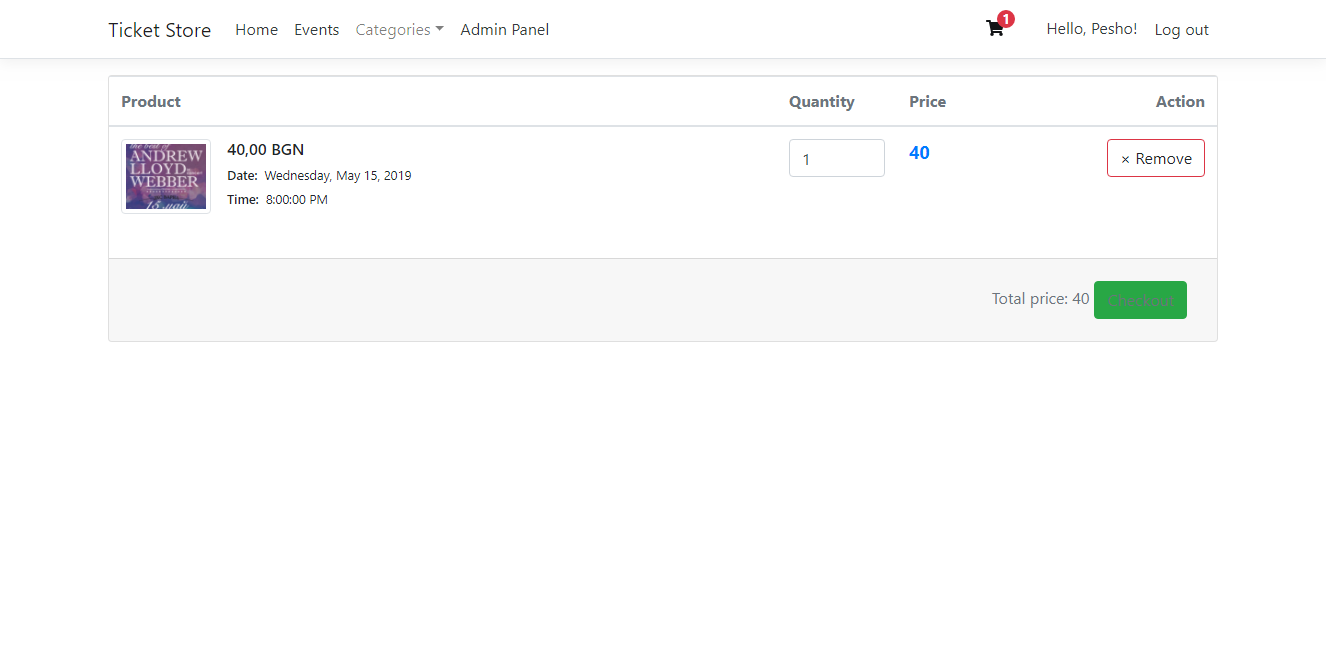 Ticket Store Home Events Categories Admin Panel 1 Hello, Pesho! Log out
Product Quantity Price Action
the best of
ANDREW
LLOYD
WEBBER
15 май
40,00 BGN
Date: Wednesday, May 15, 2019
Time: 8:00:00 PM
1
40
× Remove
Total price: 40 Checkout